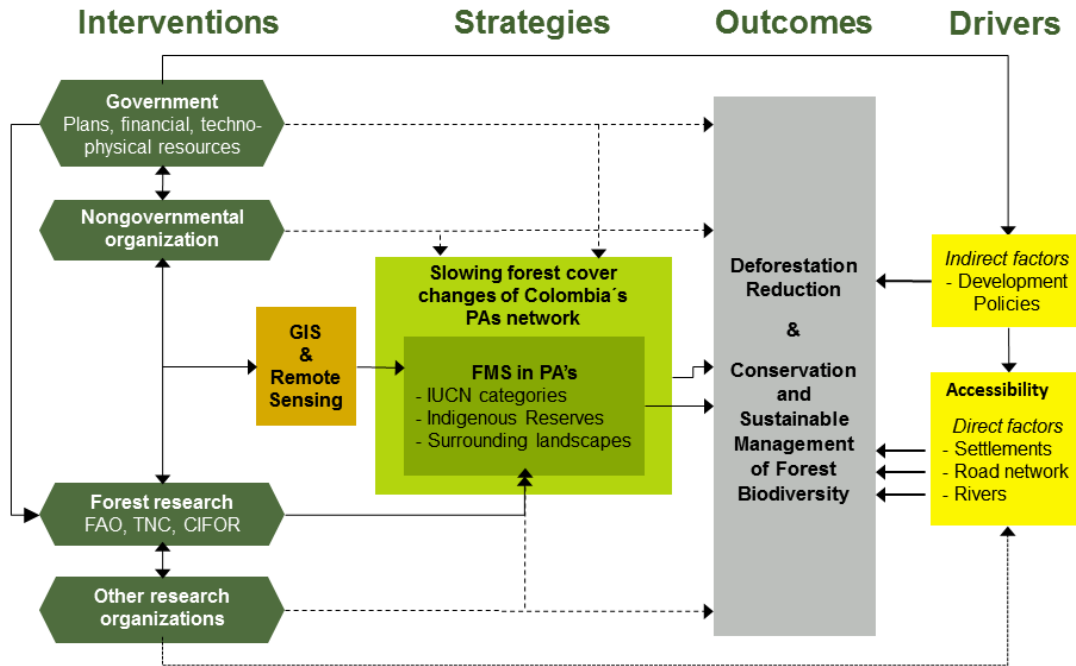 Interventions
Strategies
Outcomes
Drivers
Government
Plans, financial, techno-
physical resources
Nongovernmental
organization
GIS
&
Remote
Sensing
Forest research
FAO, TNC, CIFOR
Other research
organizations
Slowing forest cover
changes of Colombia´s
PAs network
FMS in PA’s
- IUCN categories
- Indigenous Reserves
- Surrounding landscapes
Deforestation
Reduction
&
Conservation
and
Sustainable
Management
of Forest
Biodiversity
Indirect factors
- Development
Policies
Accessibility
Direct factors
- Settlements
- Road network
- Rivers